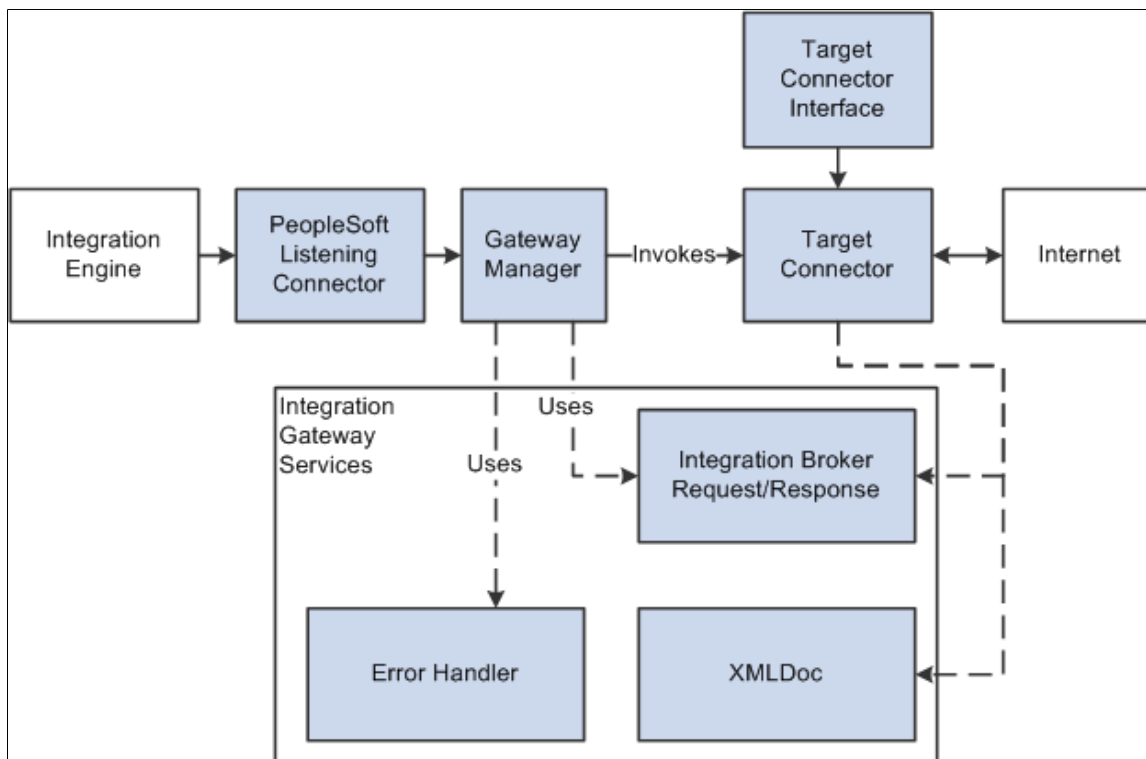 Target
Connector
Interface
Integration
Engine
PeopleSoft
Listening
Connector
Gateway
Manager
Invokes
Target
Connector
Internet
Integration
Gateway
Services
Uses
Uses
Integration Broker
Request/Response
Error Handler
XMLDoc